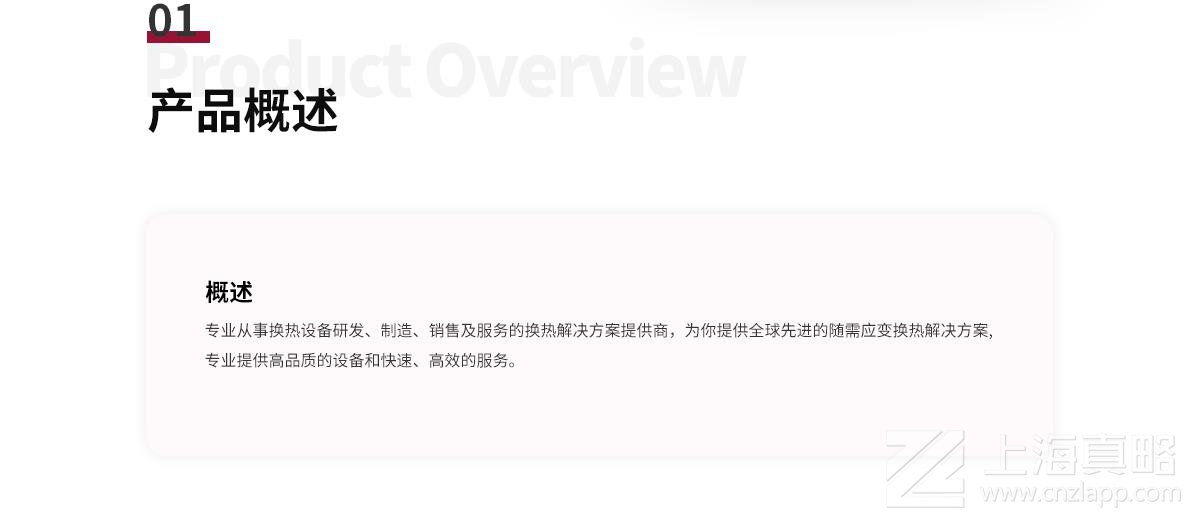 01
Product Overview
产品概述
概述
专业从事换热设备研发、制造、销售及服务的换热解决方案提供商，为你提供全球先进的随需应变换热解决方案,
专业提供高品质的设备和快速、高效的服务。
上海真略
www.cnzlapp.com